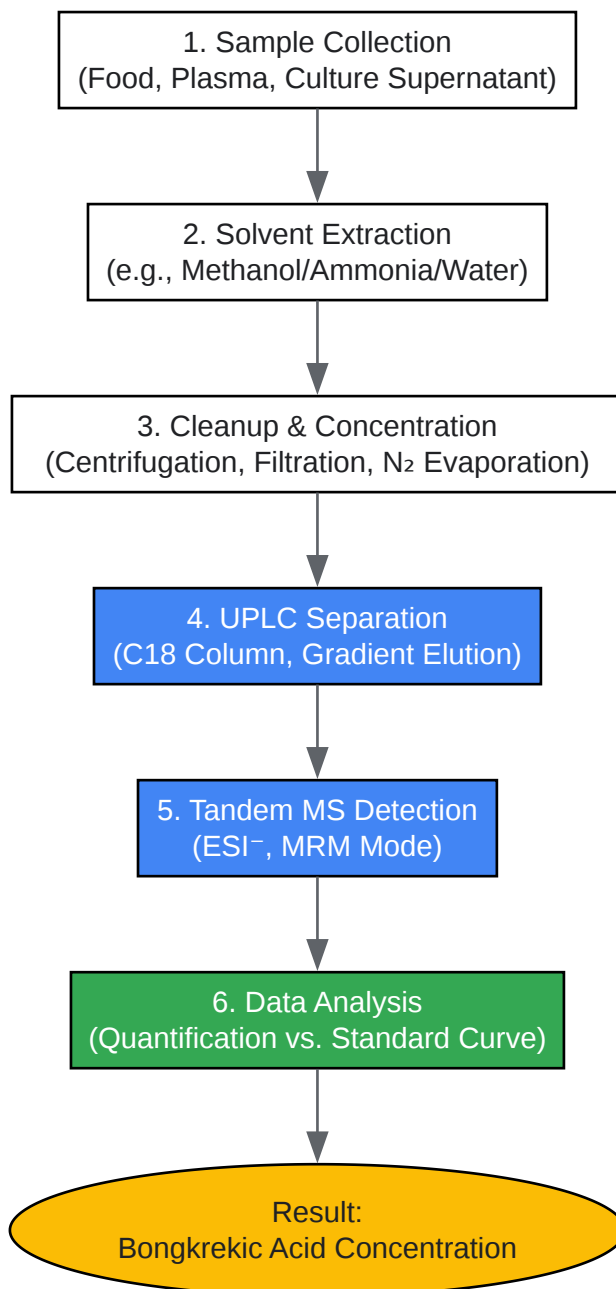 1. Sample Collection
(Food, Plasma, Culture Supernatant)
2. Solvent Extraction
(e.g., Methanol/Ammonia/Water)
3. Cleanup & Concentration
(Centrifugation, Filtration, N₂ Evaporation)
4. UPLC Separation
(C18 Column, Gradient Elution)
5. Tandem MS Detection
(ESI⁻, MRM Mode)
6. Data Analysis
(Quantification vs. Standard Curve)
Result:
Bongkrekic Acid Concentration